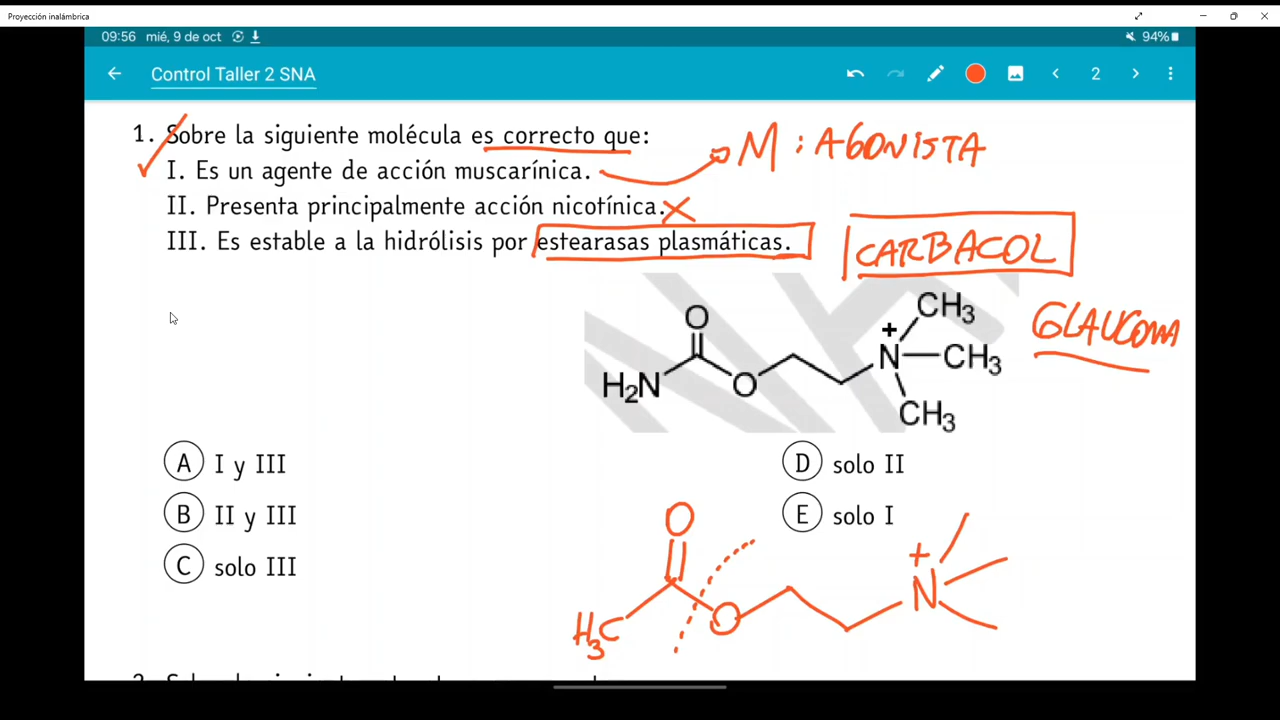 Proyección inalámbrica
09:56 mié, 9 de oct
94%
Control Taller 2 SNA
2
1. Sobre la siguiente molécula es correcto que:
I. Es un agente de acción muscarínica.
M : AGONISTA
II. Presenta principalmente acción nicotínica.
III. Es estable a la hidrólisis por estearasas plasmáticas.
CARBACOL
GLAUCOMA
O
H₂N
O
+
N
CH₃
CH₃
CH₃
A I y III
B II y III
C solo III
D solo II
E solo I
O
H₃C
O
+
N